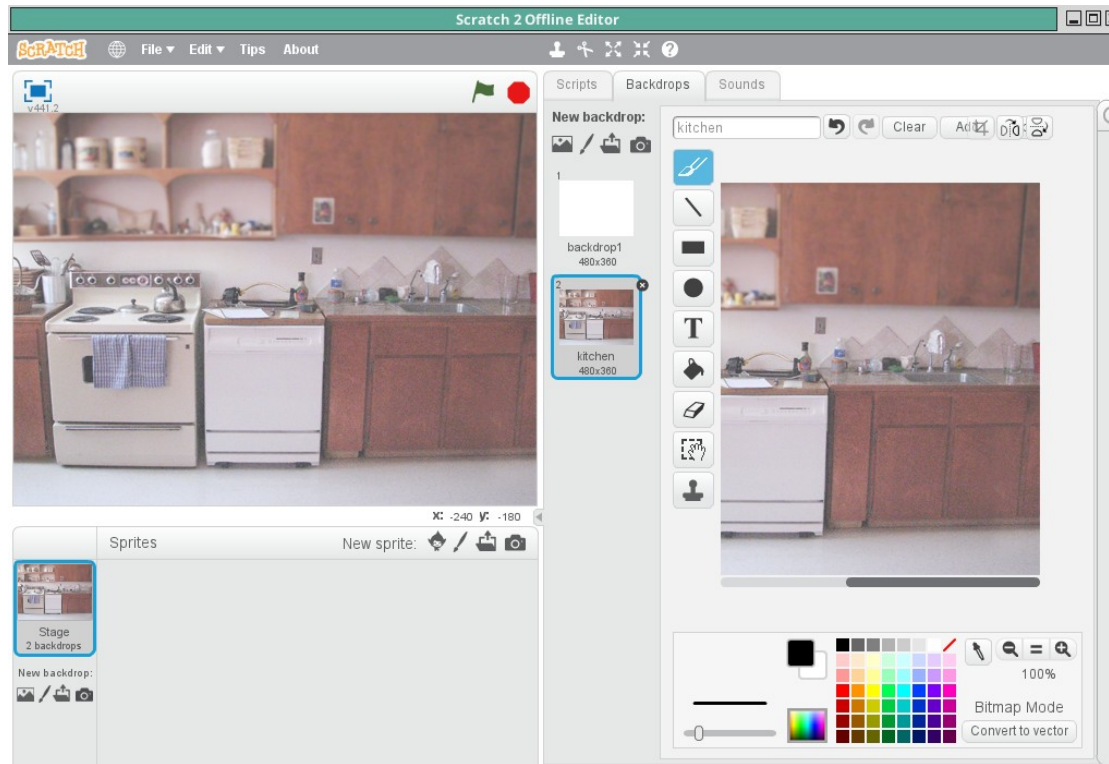 Scratch 2 Offline Editor
SCRATCH File Edit Tips About
v441.2
Scripts Backdrops Sounds
New backdrop:
kitchen Clear Add
1
backdrop1
480x360
2
kitchen
480x360
T
X: -240 y: -180
Sprites New sprite:
Stage
2 backdrops
New backdrop:
100%
Bitmap Mode
Convert to vector